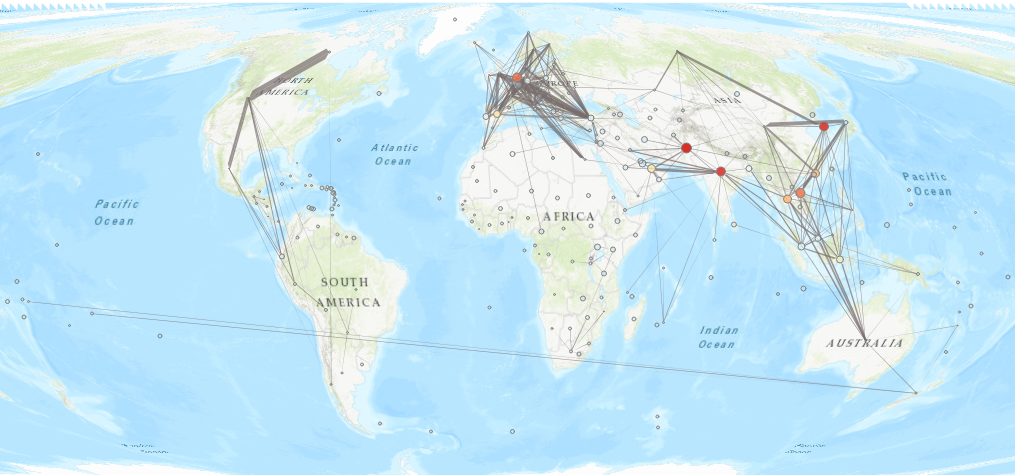 NORTH
AMERICA
EUROPE
ASIA
Atlantic
Ocean
Pacific
Ocean
Pacific
Ocean
AFRICA
SOUTH
AMERICA
Indian
Ocean
AUSTRALIA